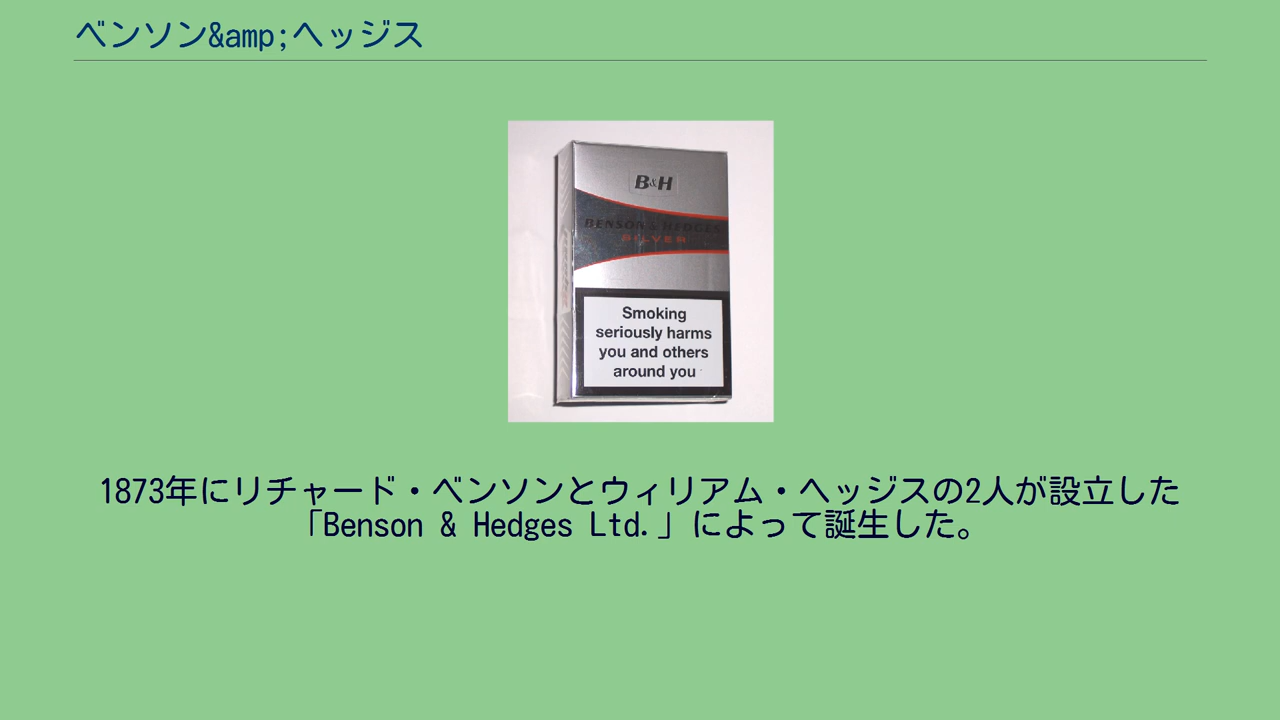 ベンソン&amp;ヘッジス
B&H
BENSON & HEDGES
SILVER
Smoking
seriously harms
you and others
around you
1873年にリチャード・ベンソンとウィリアム・ヘッジスの2人が設立した
「Benson & Hedges Ltd.」によって誕生した。